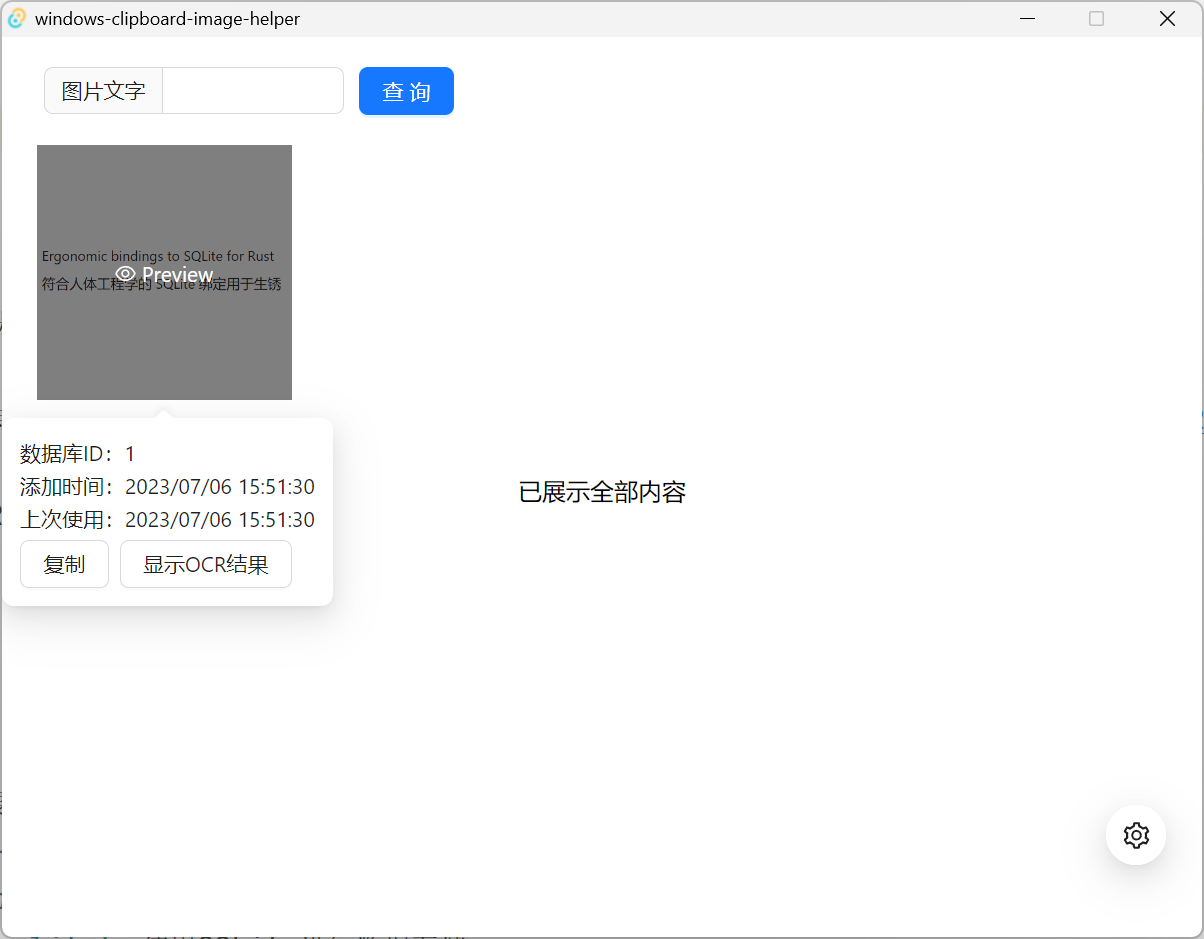 windows-clipboard-image-helper
图片文字
查 询
Ergonomic bindings to SQLite for Rust
Preview
符合人体工程学的 SQLite 绑定用于生锈
数据库ID：1
添加时间：2023/07/06 15:51:30
上次使用：2023/07/06 15:51:30
复制
显示OCR结果
已展示全部内容